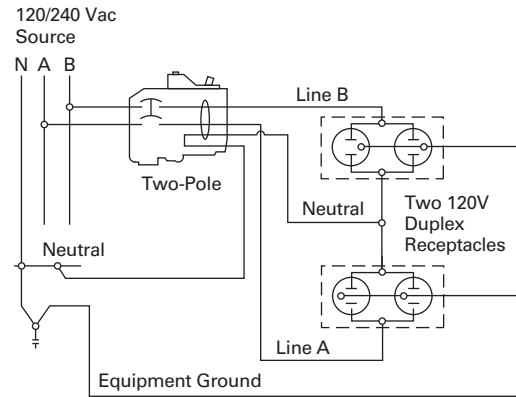 120/240 Vac
Source
N A B
Line B
Two-Pole
Neutral
Two 120V
Duplex
Receptacles
Neutral
Line A
Equipment Ground